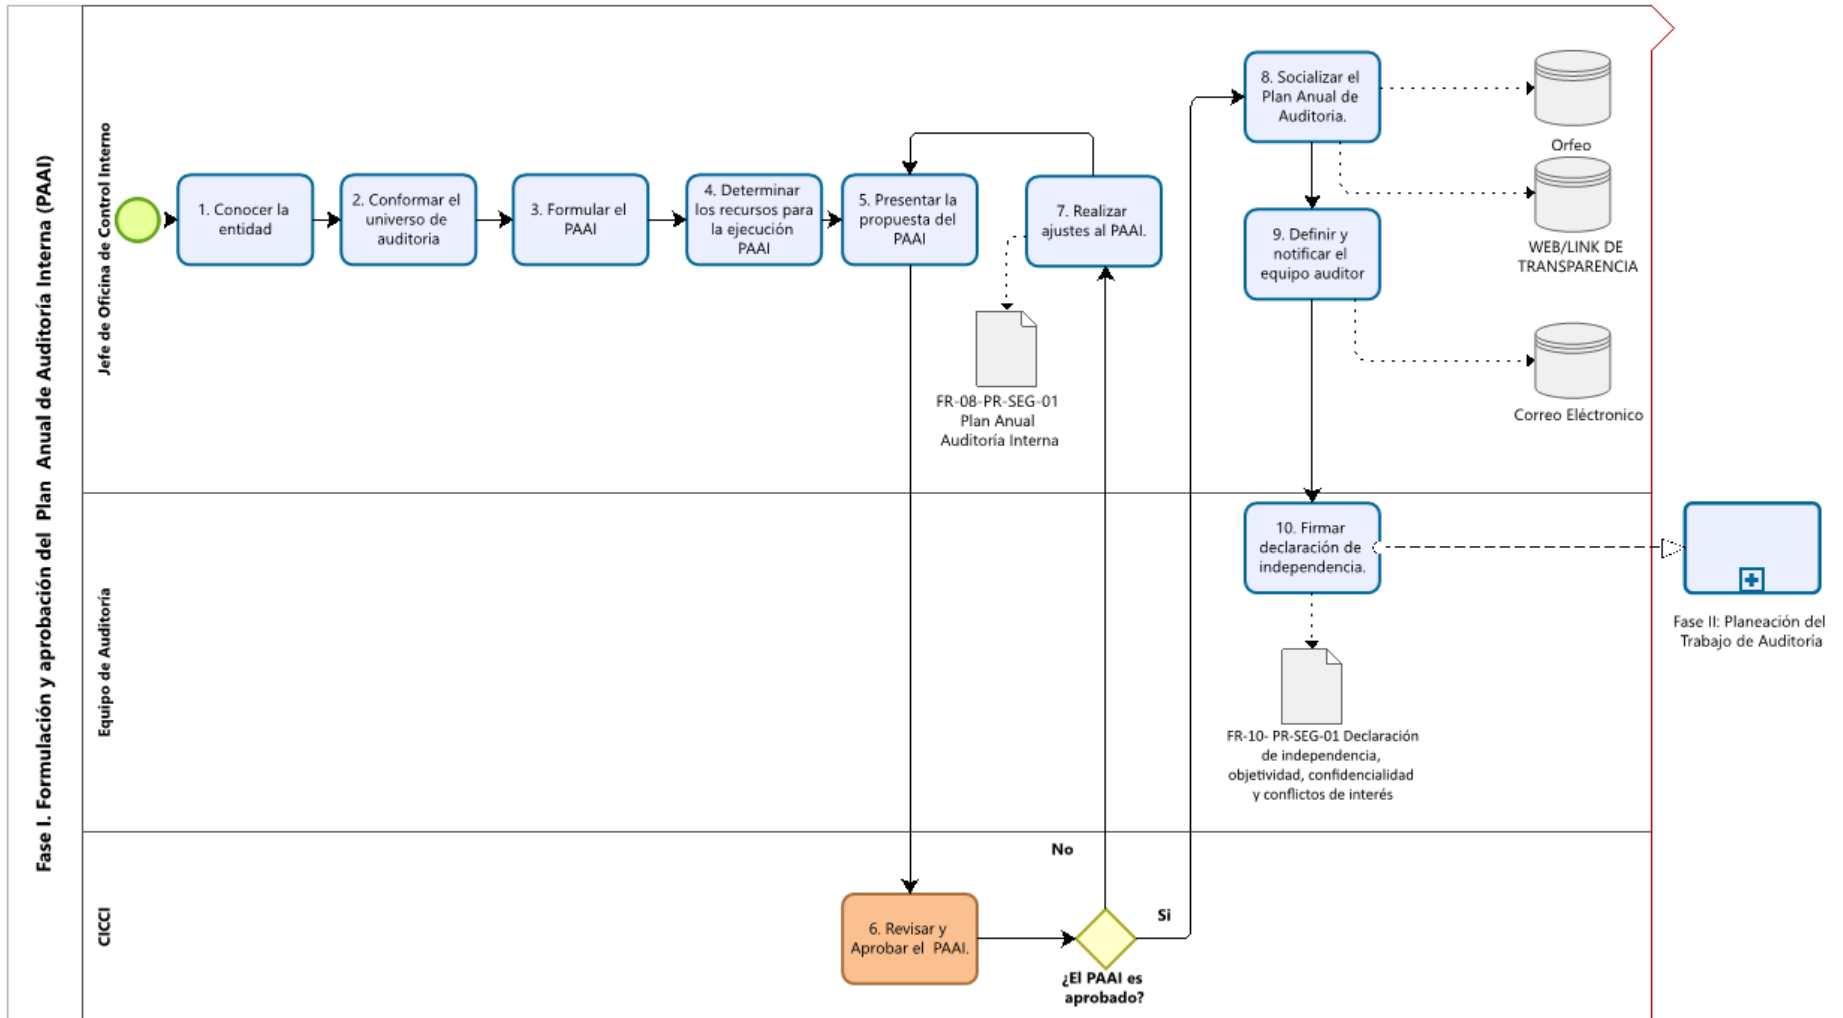 Fase I. Formulación y aprobación del Plan Anual de Auditoría Interna (PAAI)
Jefe de Oficina de Control Interno
1. Conocer la
entidad
2. Conformar el
universo de
auditoria
3. Formular el
PAAI
4. Determinar
los recursos para
la ejecución
PAAI
5. Presentar la
propuesta del
PAAI
7. Realizar
ajustes al PAAI.
FR-08-PR-SEG-01
Plan Anual
Auditoría Interna
8. Socializar el
Plan Anual de
Auditoria.
Orfeo
WEB/LINK DE
TRANSPARENCIA
9. Definir y
notificar el
equipo auditor
Correo Eléctronico
Equipo de Auditoría
10. Firmar
declaración de
independencia.
FR-10- PR-SEG-01 Declaración
de independencia,
objetividad, confidencialidad
y conflictos de interés
Fase II: Planeación del
Trabajo de Auditoría
CICCI
6. Revisar y
Aprobar el PAAI.
No
Si
¿El PAAI es
aprobado?